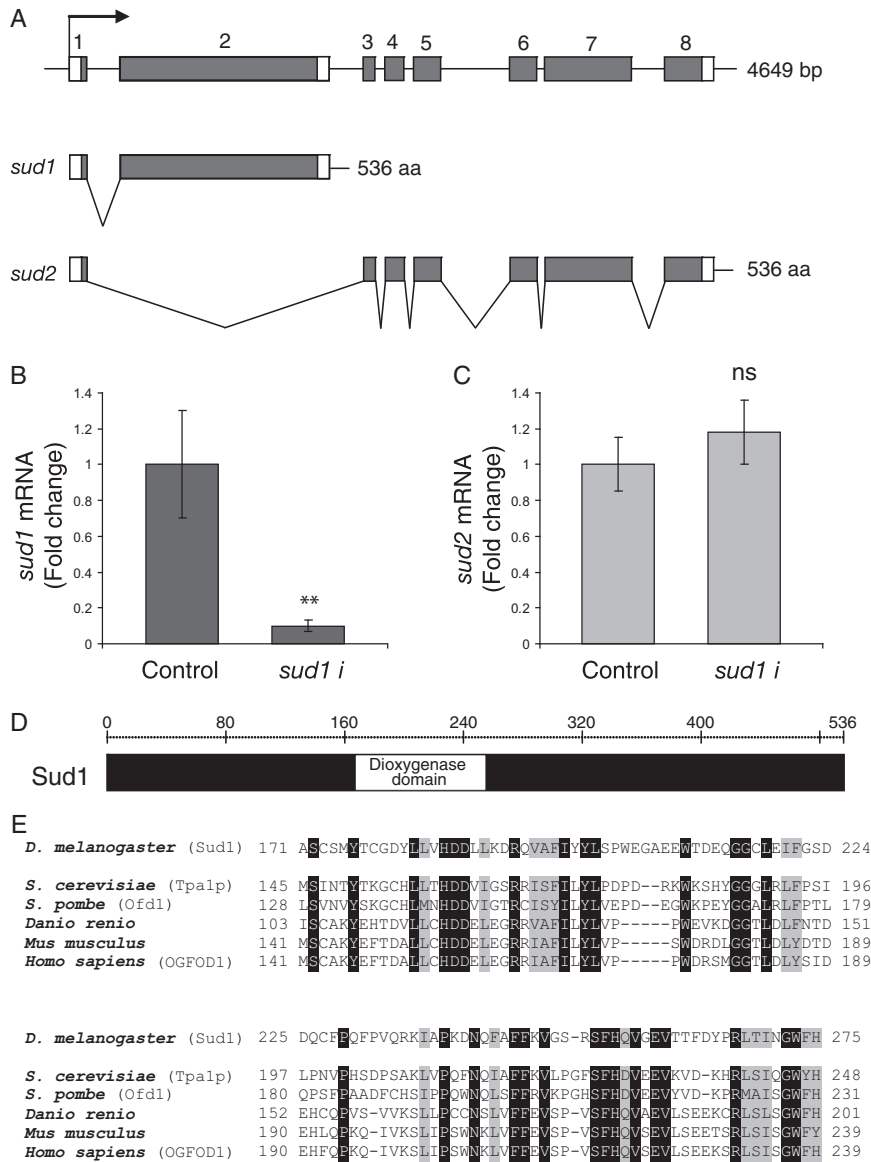 A
1 2 3 4 5 6 7 8
4649 bp
sud1 536 aa
sud2 536 aa
B
sud1 mRNA
(Fold change)
1.4
1.2
1
0.8
0.6
0.4
0.2
0
**
Control sud1 i
C
sud2 mRNA
(Fold change)
ns
1.4
1.2
1
0.8
0.6
0.4
0.2
0
Control sud1 i
D
0 80 160 240 320 400 536
Sud1
Dioxygenase
domain
E
D. melanogaster (Sud1) 171 ASCSMYTCGDYLLVHDDLLKDRQVAFIYYLSPWEGAEEWTDEQGGCLEIFGSD 224
S. cerevisiae (Tpa1p) 145 MSINTYTKGCHLLTHDDVIGSRRISFILYLPDPD--RKWKSHYGGGLRLFPSI 196
S. pombe (Ofd1) 128 LSVNVYSKGCHLMNHDDVIGTRCISYILYLVEPD--EGWKPEYGGALRLFPTL 179
Danio renio 103 ISCAKYEHTDVLLCHDDELEGRRVAFILYLVP-----PWEVKDGGTLDLFNTD 151
Mus musculus 141 MSCAKYEFTDALLCHDDELEGRRIAFILYLVP-----SWDRDLGGTLDLYDTD 189
Homo sapiens (OGFOD1) 141 MSCAKYEFTDALLCHDDELEGRRIAFILYLVP-----PWDRSMGGTLDLYSID 189
D. melanogaster (Sud1) 225 DQCFPQFPVQRKIAPKDNQFAFFKVGS-RSFHQVGEVTTFDYPRLTINGWFH 275
S. cerevisiae (Tpa1p) 197 LPNVPHSDPSAKLVPQFNQIAFFKVLPGFSFHDVEEVKVD-KHRLSIQGWYH 248
S. pombe (Ofd1) 180 QPSFPAADFCHSIPPQWNQLSFFRVKPGHSFHDVEEVYVD-KPRMAISGWFH 231
Danio renio 152 EHCQPVS-VVKSLLPCCNSLVFFEVSPV-SFHQVAEVLSEEKCRLSLSGWFH 201
Mus musculus 190 EHLQPKQ-IVKSLIPSWNKLVFFEVSPV-SFHQVSEVLSEETSRLSISGWFY 239
Homo sapiens (OGFOD1) 190 EHFQPKQ-IVKSLIPSWNKLVFFEVSPV-SFHQVSEVLSEEKSRLSISGWFH 239